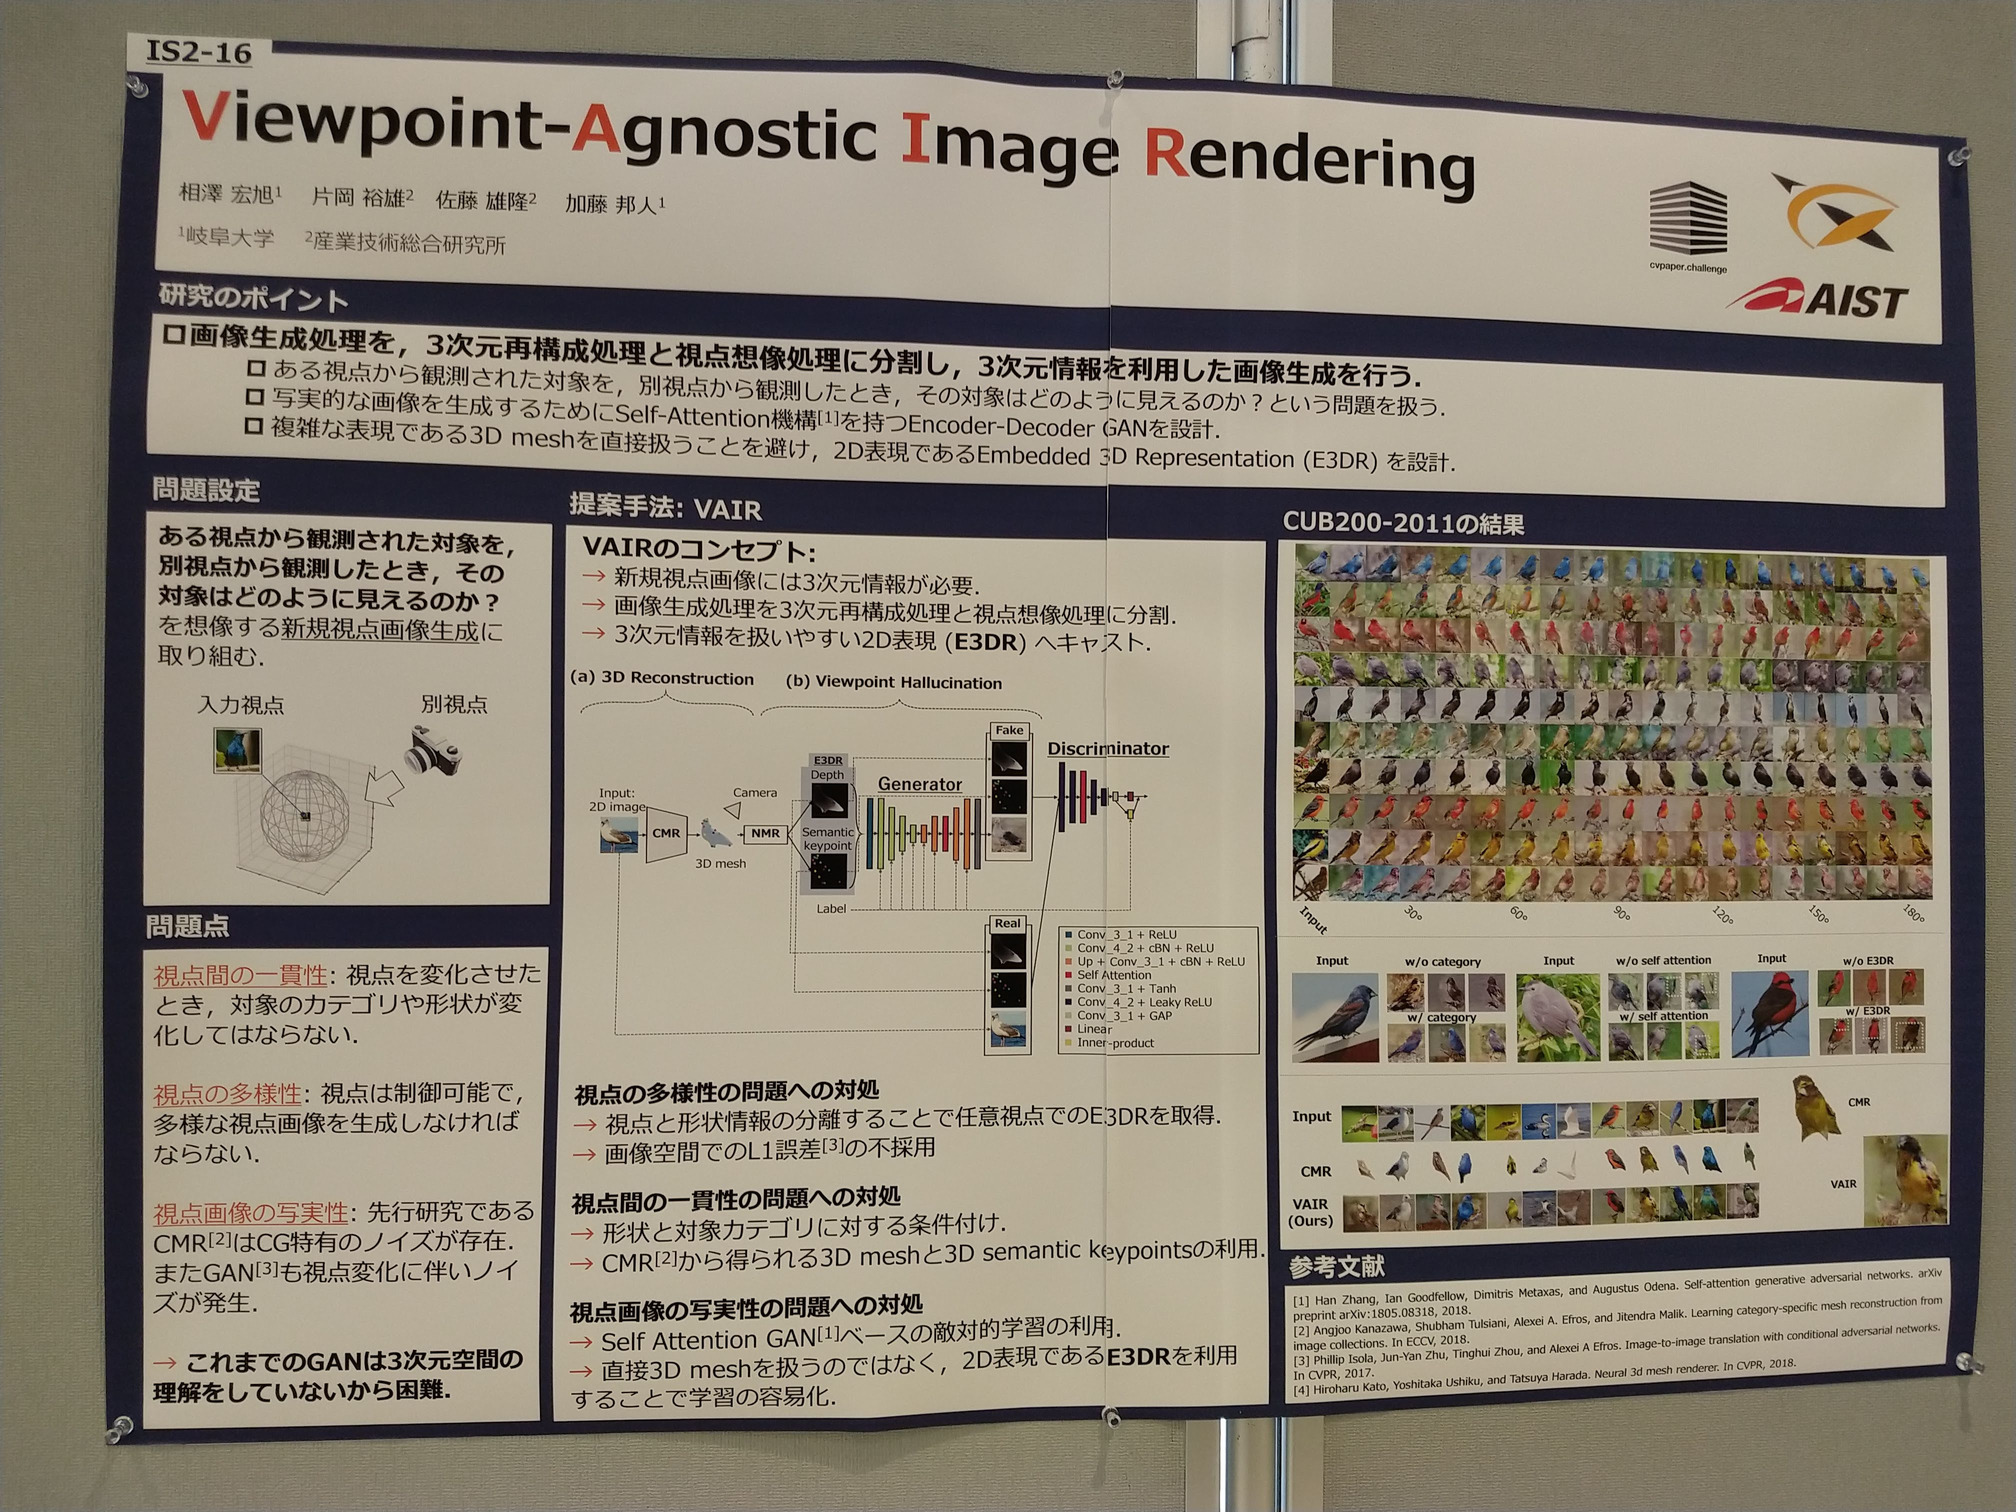 IS2-16
Viewpoint-Agnostic Image Rendering
相澤 宏旭1 片岡 裕雄2 佐藤 雄隆2 加藤 邦人1
1岐阜大学 2産業技術総合研究所
cvpaper.challenge
AIST
研究のポイント
画像生成処理を，3次元再構成処理と視点想像処理に分割し，3次元情報を利用した画像生成を行う．
ある視点から観測された対象を，別視点から観測したとき，その対象はどのように見えるのか？という問題を扱う．
写実的な画像を生成するためにSelf-Attention機構[1]を持つEncoder-Decoder GANを設計．
複雑な表現である3D meshを直接扱うことを避け，2D表現であるEmbedded 3D Representation (E3DR) を設計．
問題設定
ある視点から観測された対象を，
別視点から観測したとき，その
対象はどのように見えるのか？
を想像する新規視点画像生成に
取り組む．
入力視点
別視点
問題点
視点間の一貫性: 視点を変化させた
とき，対象のカテゴリや形状が変
化してはならない．
視点の多様性: 視点は制御可能で，
多様な視点画像を生成しなければ
ならない．
視点画像の写実性: 先行研究である
CMR[2]はCG特有のノイズが存在．
またGAN[3]も視点変化に伴いノイ
ズが発生．
→ これまでのGANは3次元空間の
理解をしていないから困難．
提案手法: VAIR
VAIRのコンセプト:
→ 新規視点画像には3次元情報が必要．
→ 画像生成処理を3次元再構成処理と視点想像処理に分割．
→ 3次元情報を扱いやすい2D表現 (E3DR) へキャスト．
(a) 3D Reconstruction
(b) Viewpoint Hallucination
Input:
2D image
CMR
3D mesh
Camera
NMR
E3DR
Depth
Semantic
keypoint
Label
Generator
Fake
Discriminator
Real
Conv_3_1 + ReLU
Conv_4_2 + cBN + ReLU
Up + Conv_3_1 + cBN + ReLU
Self Attention
Conv_3_1 + Tanh
Conv_4_2 + Leaky ReLU
Conv_3_1 + GAP
Linear
Inner-product
視点の多様性の問題への対処
→ 視点と形状情報の分離することで任意視点でのE3DRを取得．
→ 画像空間でのL1誤差[3]の不採用
視点間の一貫性の問題への対処
→ 形状と対象カテゴリに対する条件付け．
→ CMR[2]から得られる3D meshと3D semantic keypointsの利用．
視点画像の写実性の問題への対処
→ Self Attention GAN[1]ベースの敵対的学習の利用．
→ 直接3D meshを扱うのではなく，2D表現であるE3DRを利用
することで学習の容易化．
CUB200-2011の結果
Input 30° 60° 90° 120° 150° 180°
Input w/o category Input w/o self attention Input w/o E3DR
w/ category w/ self attention w/ E3DR
Input
CMR
VAIR
(Ours)
CMR
VAIR
参考文献
[1] Han Zhang, Ian Goodfellow, Dimitris Metaxas, and Augustus Odena. Self-attention generative adversarial networks. arXiv
preprint arXiv:1805.08318, 2018.
[2] Angjoo Kanazawa, Shubham Tulsiani, Alexei A. Efros, and Jitendra Malik. Learning category-specific mesh reconstruction from
image collections. In ECCV, 2018.
[3] Phillip Isola, Jun-Yan Zhu, Tinghui Zhou, and Alexei A Efros. Image-to-image translation with conditional adversarial networks.
In CVPR, 2017.
[4] Hiroharu Kato, Yoshitaka Ushiku, and Tatsuya Harada. Neural 3d mesh renderer. In CVPR, 2018.